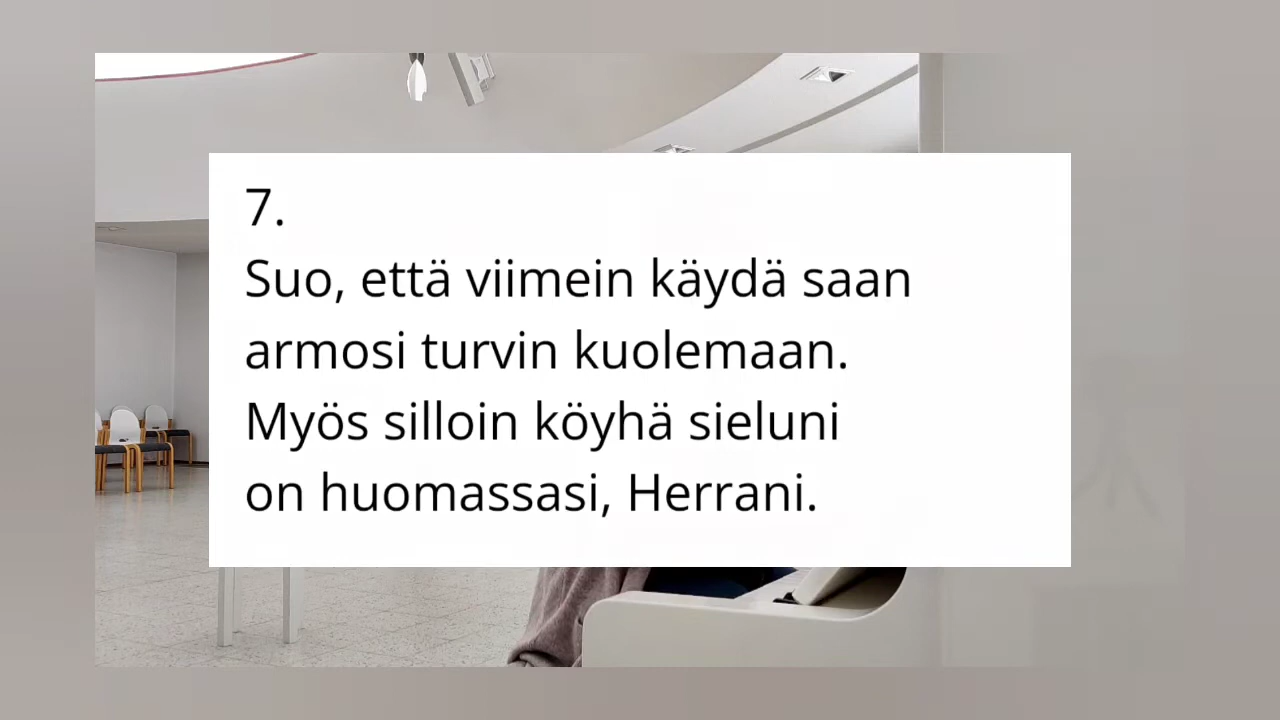 7.
Suo, että viimein käydä saan
armosi turvin kuolemaan.
Myös silloin köyhä sieluni
on huomassasi, Herrani.